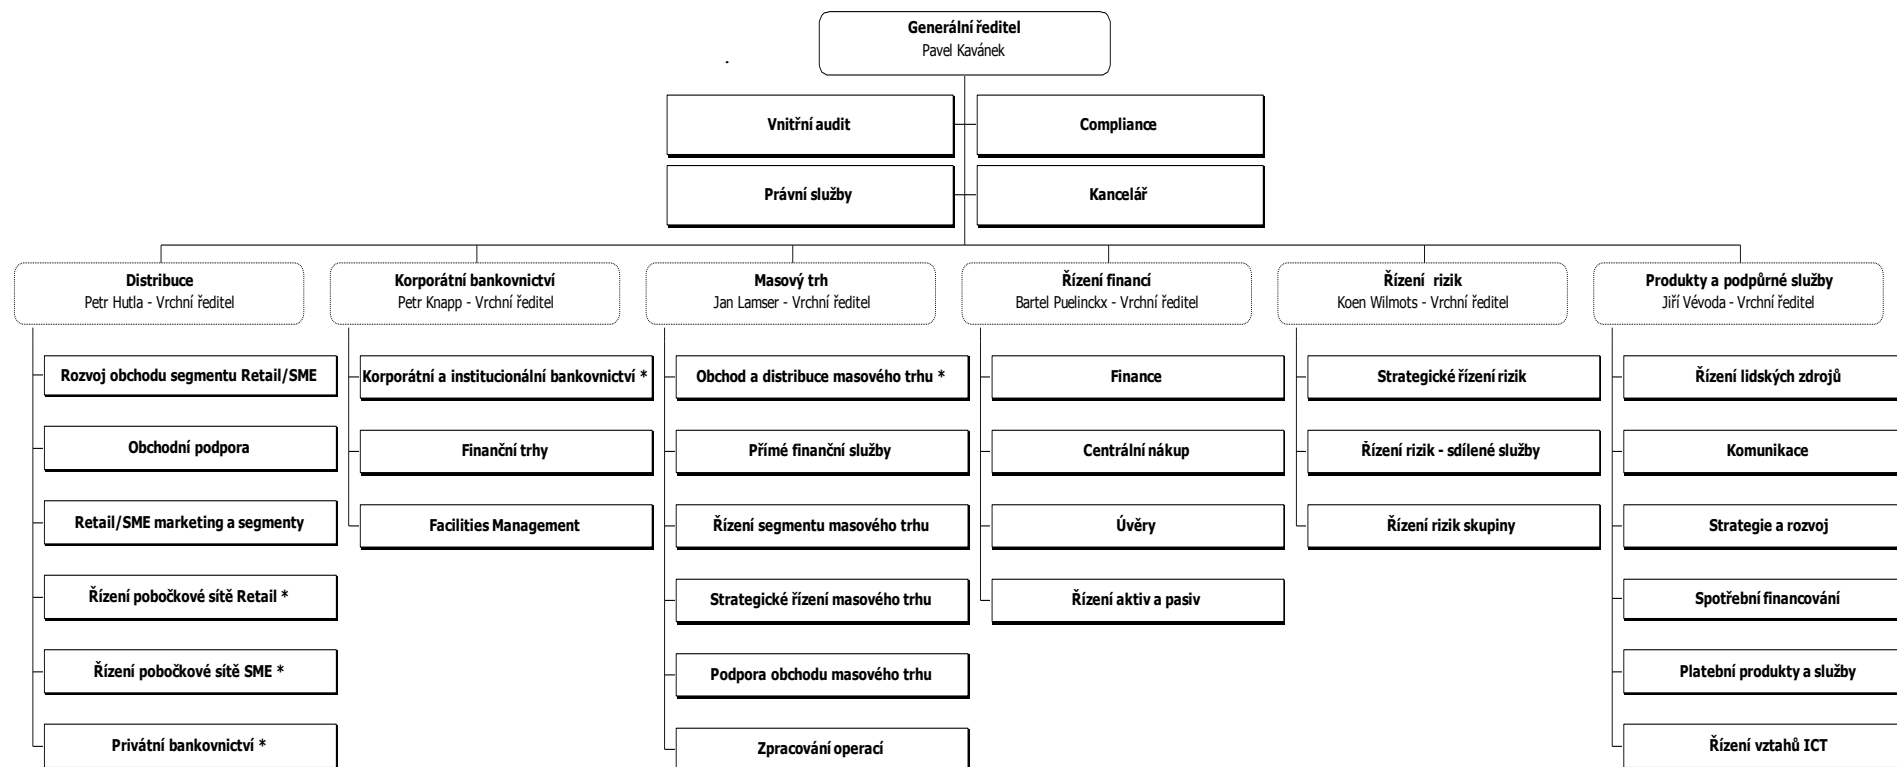 Generální ředitel
Pavel Kavánek
Vnitřní audit
Compliance
Právní služby
Kancelář
Distribuce
Petr Hutla - Vrchní ředitel
Korporátní bankovnictví
Petr Knapp - Vrchní ředitel
Masový trh
Jan Lamser - Vrchní ředitel
Řízení financí
Bartel Puelinckx - Vrchní ředitel
Řízení rizik
Koen Wilmots - Vrchní ředitel
Produkty a podpůrné služby
Jiří Vévoda - Vrchní ředitel
Rozvoj obchodu segmentu Retail/SME
Obchodní podpora
Retail/SME marketing a segmenty
Řízení pobočkové sítě Retail *
Řízení pobočkové sítě SME *
Privátní bankovnictví *
Korporátní a institucionální bankovnictví *
Finanční trhy
Facilities Management
Obchod a distribuce masového trhu *
Přímé finanční služby
Řízení segmentu masového trhu
Strategické řízení masového trhu
Podpora obchodu masového trhu
Zpracování operací
Finance
Centrální nákup
Úvěry
Řízení aktiv a pasiv
Strategické řízení rizik
Řízení rizik - sdílené služby
Řízení rizik skupiny
Řízení lidských zdrojů
Komunikace
Strategie a rozvoj
Spotřební financování
Platební produkty a služby
Řízení vztahů ICT